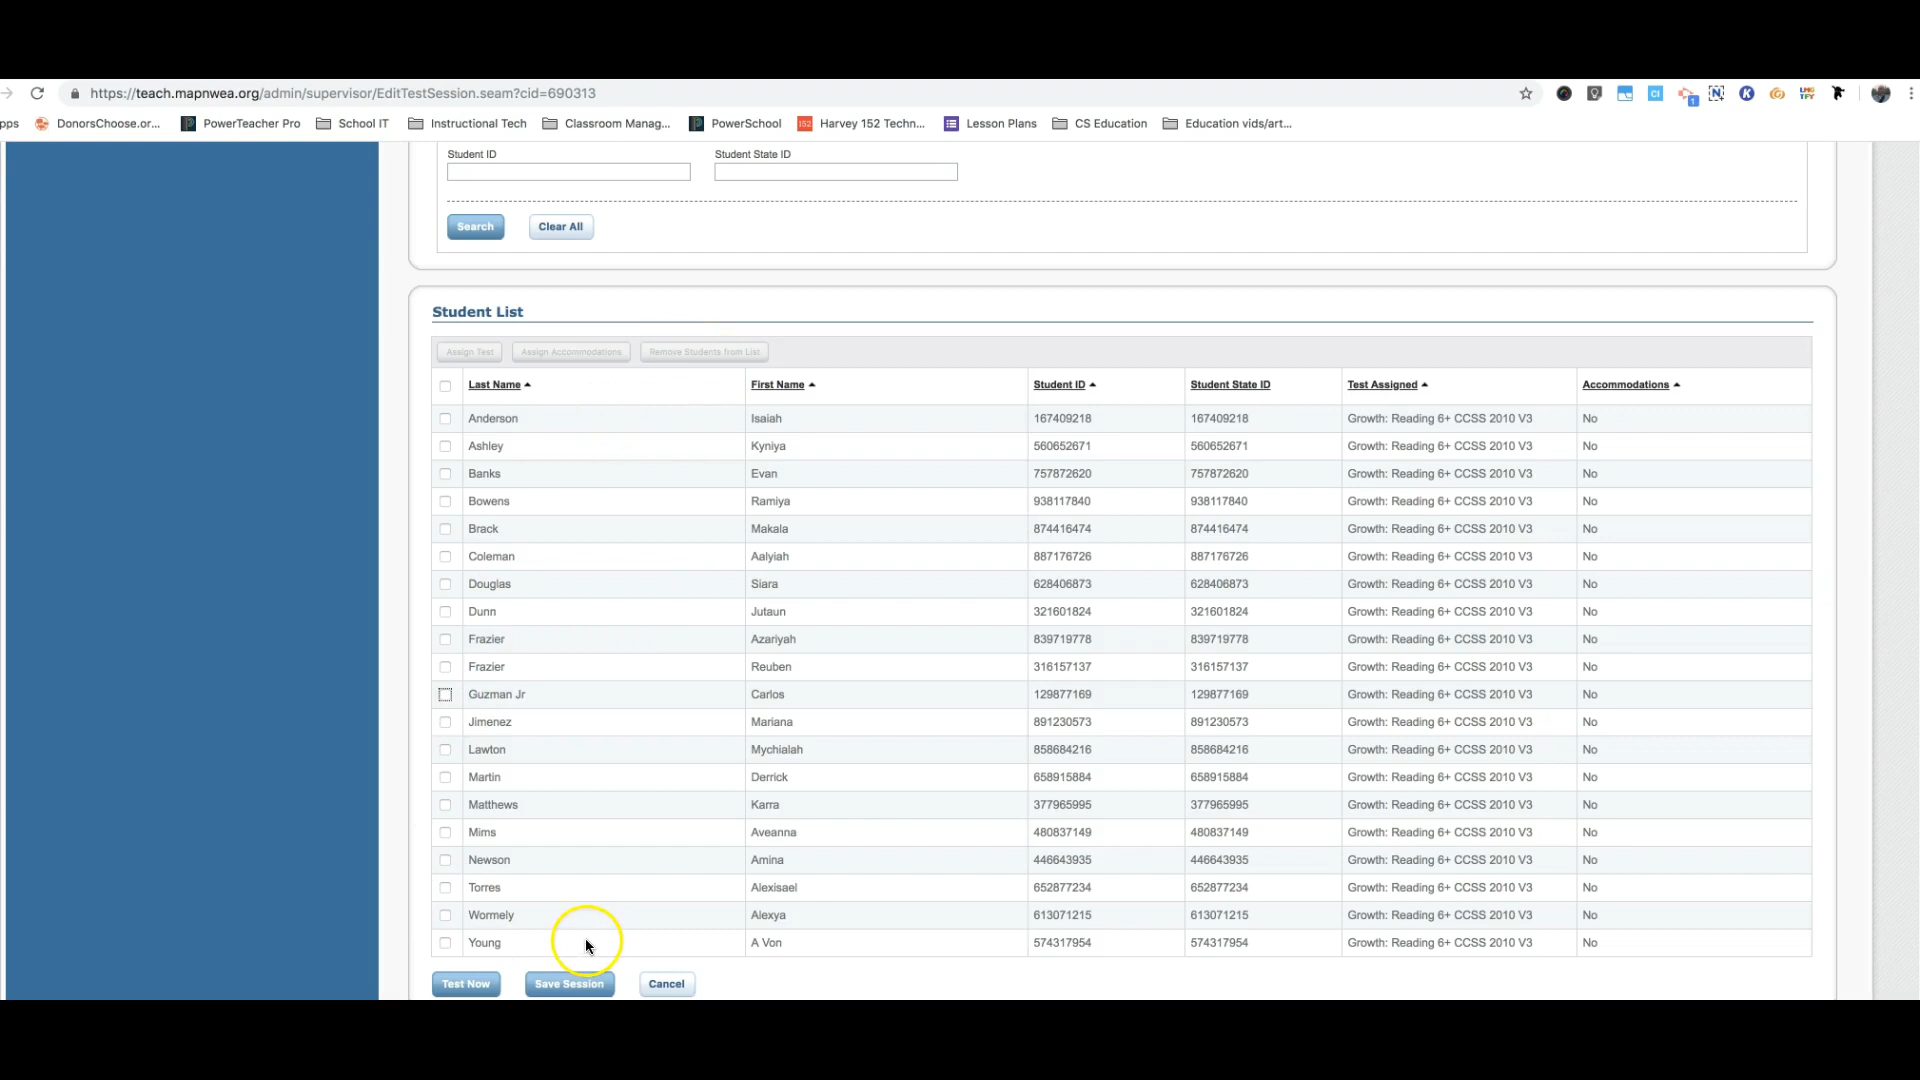 https://teach.mapnwea.org/admin/supervisor/EditTestSession.seam?cid=690313
pps DonorsChoose.or... PowerTeacher Pro School IT Instructional Tech Classroom Manag... PowerSchool 152 Harvey 152 Techn... Lesson Plans CS Education Education vids/art...
Student ID Student State ID
Search Clear All
Student List
Assign Test Assign Accommodations Remove Students from List
Last Name First Name Student ID Student State ID Test Assigned Accommodations
Anderson Isaiah 167409218 167409218 Growth: Reading 6+ CCSS 2010 V3 No
Ashley Kyniya 560652671 560652671 Growth: Reading 6+ CCSS 2010 V3 No
Banks Evan 757872620 757872620 Growth: Reading 6+ CCSS 2010 V3 No
Bowens Ramiya 938117840 938117840 Growth: Reading 6+ CCSS 2010 V3 No
Brack Makala 874416474 874416474 Growth: Reading 6+ CCSS 2010 V3 No
Coleman Aalyiah 887176726 887176726 Growth: Reading 6+ CCSS 2010 V3 No
Douglas Siara 628406873 628406873 Growth: Reading 6+ CCSS 2010 V3 No
Dunn Jutaun 321601824 321601824 Growth: Reading 6+ CCSS 2010 V3 No
Frazier Azariyah 839719778 839719778 Growth: Reading 6+ CCSS 2010 V3 No
Frazier Reuben 316157137 316157137 Growth: Reading 6+ CCSS 2010 V3 No
Guzman Jr Carlos 129877169 129877169 Growth: Reading 6+ CCSS 2010 V3 No
Jimenez Mariana 891230573 891230573 Growth: Reading 6+ CCSS 2010 V3 No
Lawton Mychialah 858684216 858684216 Growth: Reading 6+ CCSS 2010 V3 No
Martin Derrick 658915884 658915884 Growth: Reading 6+ CCSS 2010 V3 No
Matthews Karra 377965995 377965995 Growth: Reading 6+ CCSS 2010 V3 No
Mims Aveanna 480837149 480837149 Growth: Reading 6+ CCSS 2010 V3 No
Newson Amina 446643935 446643935 Growth: Reading 6+ CCSS 2010 V3 No
Torres Alexisael 652877234 652877234 Growth: Reading 6+ CCSS 2010 V3 No
Wormely Alexya 613071215 613071215 Growth: Reading 6+ CCSS 2010 V3 No
Young A Von 574317954 574317954 Growth: Reading 6+ CCSS 2010 V3 No
Test Now Save Session Cancel